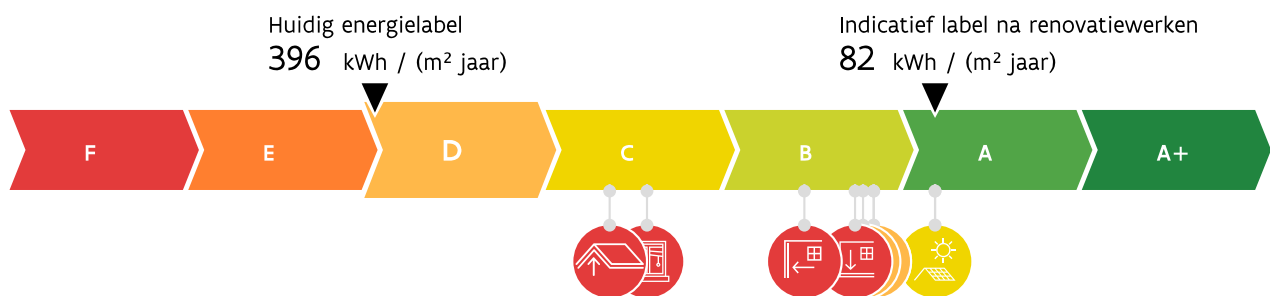 Huidig energielabel
396 kWh / (m² jaar)
Indicatief label na renovatiewerken
82 kWh / (m² jaar)
F E D C B A A+